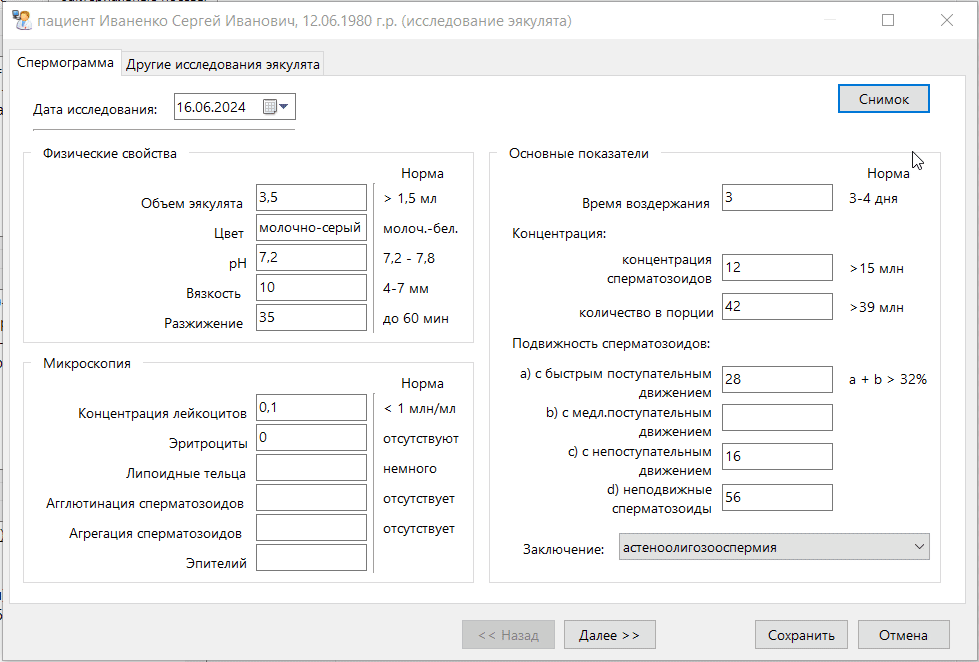 пациент Иваненко Сергей Иванович, 12.06.1980 г.р. (исследование эякулята)
Спермограмма
Другие исследования эякулята
Дата исследования:
16.06.2024
Снимок
Физические свойства
Норма
Объем эякулята 3,5 > 1,5 мл
Цвет молочно-серый молоч.-бел.
pH 7,2 7,2 - 7,8
Вязкость 10 4-7 мм
Разжижение 35 до 60 мин
Микроскопия
Норма
Концентрация лейкоцитов 0,1 < 1 млн/мл
Эритроциты 0 отсутствуют
Липоидные тельца немного
Агглютинация сперматозоидов отсутствует
Агрегация сперматозоидов отсутствует
Эпителий
Основные показатели
Норма
Время воздержания 3 3-4 дня
Концентрация:
концентрация
сперматозоидов 12 >15 млн
количество в порции 42 >39 млн
Подвижность сперматозоидов:
a) с быстрым поступательным
движением 28 a + b > 32%
b) с медл.поступательным
движением
c) с непоступательным
движением 16
d) неподвижные
сперматозоиды 56
Заключение: астеноолигозооспермия
<< Назад
Далее >>
Сохранить
Отмена